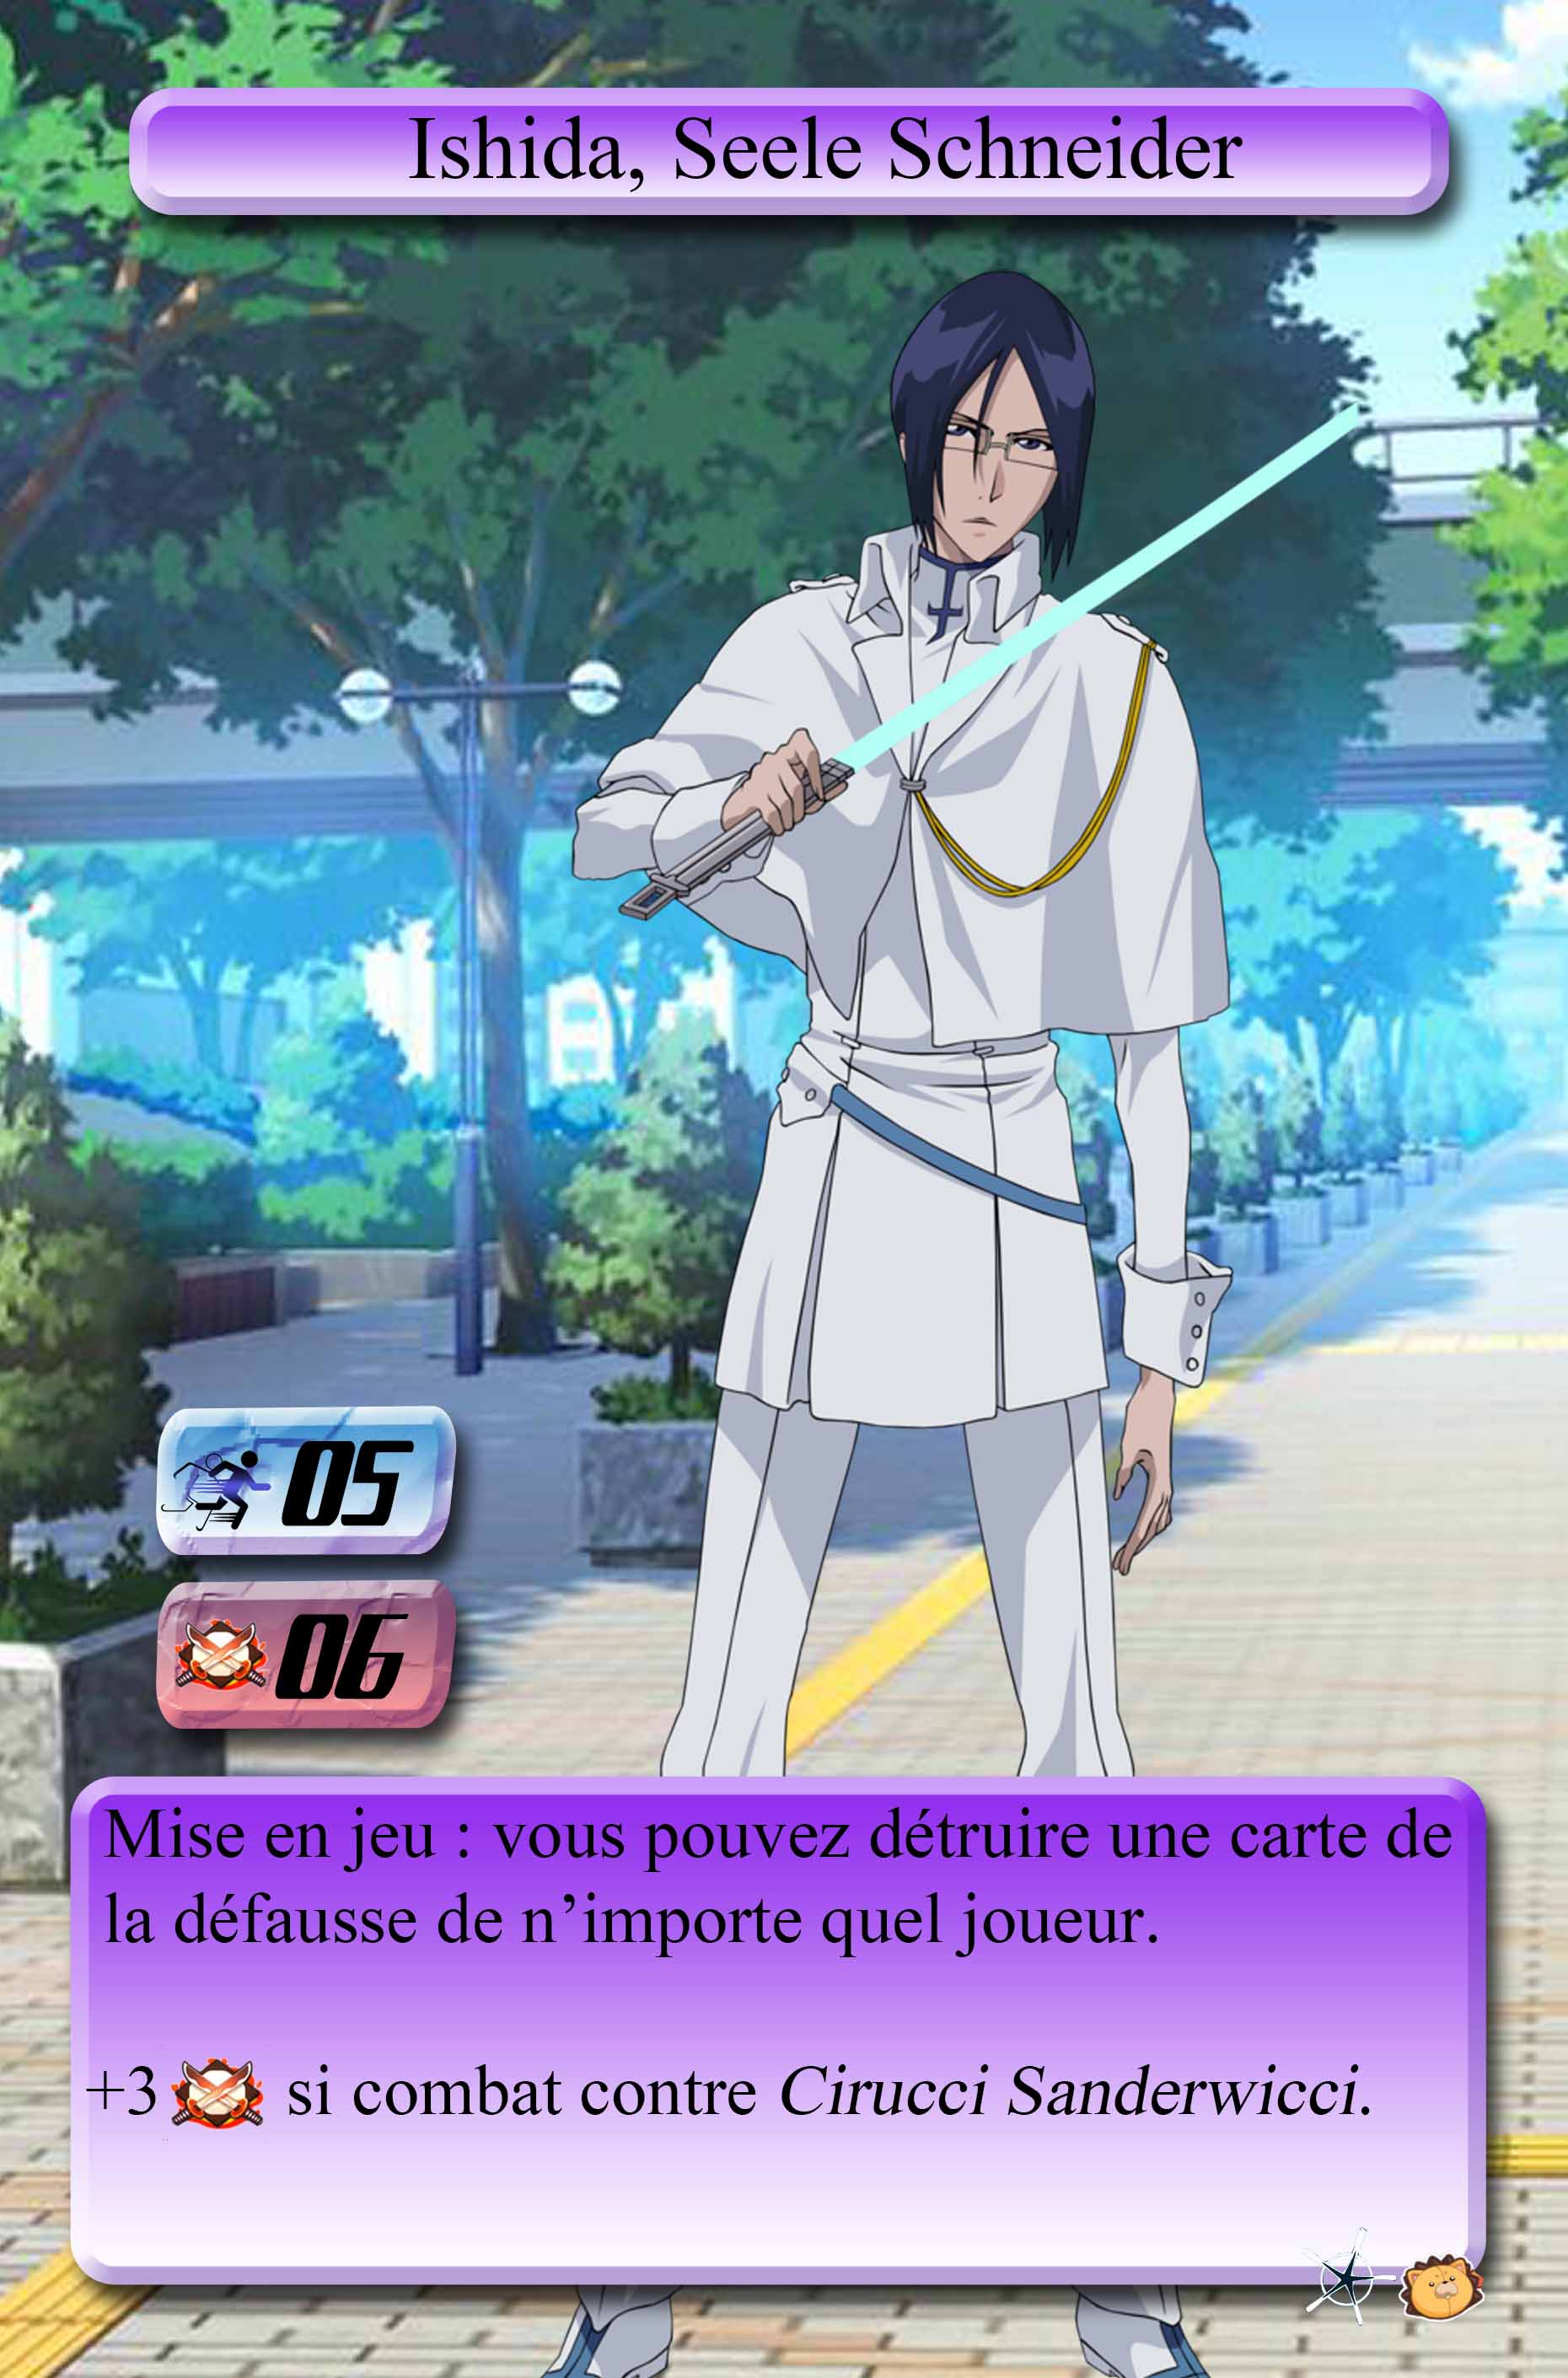 Ishida, Seele Schneider
05
06
Mise en jeu : vous pouvez détruire une carte de
la défausse de n’importe quel joueur.
+3 si combat contre Cirucci Sanderwicci.